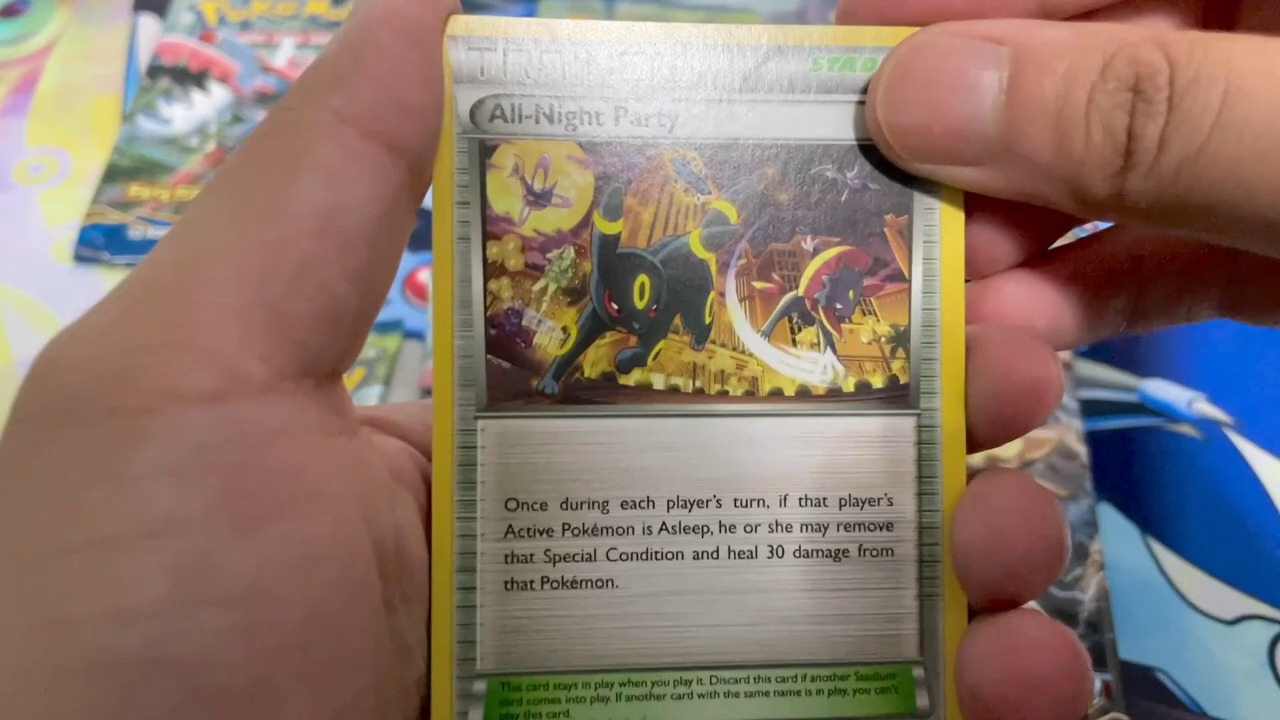 Pokémon
STAD
All-Night Party
Once during each player's turn, if that player's
Active Pokémon is Asleep, he or she may remove
that Special Condition and heal 30 damage from
that Pokémon.
This card stays in play when you play it. Discard this card if another Stadium
card comes into play. If another card with the same name is in play, you can't
play this card.